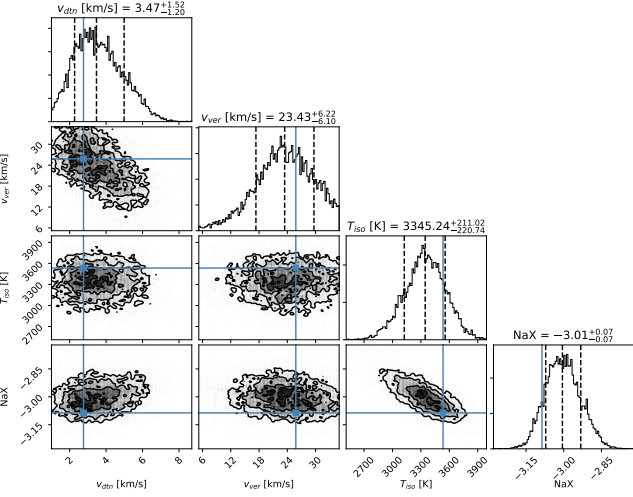 v_dtn [km/s] = 3.47^{+1.52}_{-1.20}
v_ver [km/s] = 23.43^{+6.22}_{-6.10}
30
24
18
12
6
v_ver [km/s]
T_iso [K] = 3345.24^{+211.02}_{-220.74}
3900
3600
3300
3000
2700
T_iso [K]
NaX = −3.01^{+0.07}_{-0.07}
−2.85
−3.00
−3.15
NaX
2 4 6 8
6 12 18 24 30
2700 3000 3300 3600 3900
−3.15 −3.00 −2.85
v_dtn [km/s]
v_ver [km/s]
T_iso [K]
NaX